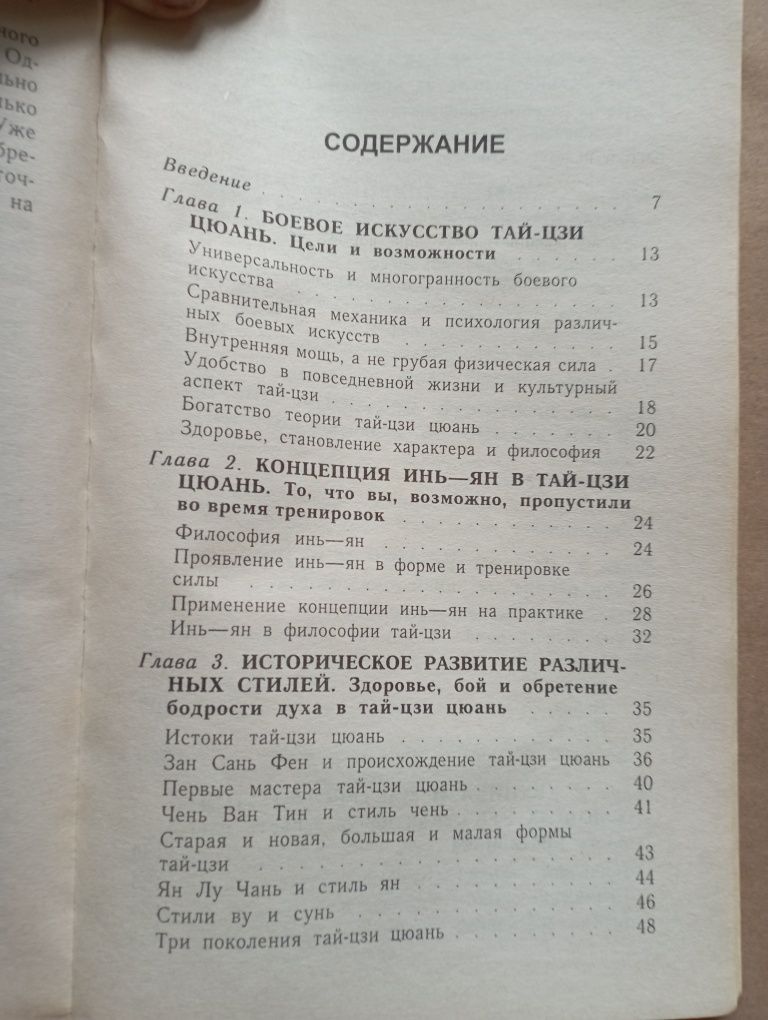 ного
Од-
льно
лько
Уже
бре-
точ-
на
СОДЕРЖАНИЕ
Введение . . . . . . . . . . . . . . . . . . 7
Глава 1. БОЕВОЕ ИСКУССТВО ТАЙ-ЦЗИ
ЦЮАНЬ. Цели и возможности . . . . . . 13
Универсальность и многогранность боевого
искусства . . . . . . . . . . . . . . . . 13
Сравнительная механика и психология различ-
ных боевых искусств . . . . . . . . . . 15
Внутренняя мощь, а не грубая физическая сила . 17
Удобство в повседневной жизни и культурный
аспект тай-цзи . . . . . . . . . . . . . 18
Богатство теории тай-цзи цюань . . . . . . . 20
Здоровье, становление характера и философия 22
Глава 2. КОНЦЕПЦИЯ ИНЬ—ЯН В ТАЙ-ЦЗИ
ЦЮАНЬ. То, что вы, возможно, пропустили
во время тренировок . . . . . . . . . . . 24
Философия инь—ян . . . . . . . . . . . . 24
Проявление инь—ян в форме и тренировке
силы . . . . . . . . . . . . . . . . . . 26
Применение концепции инь—ян на практике . 28
Инь—ян в философии тай-цзи . . . . . . . 32
Глава 3. ИСТОРИЧЕСКОЕ РАЗВИТИЕ РАЗЛИЧ-
НЫХ СТИЛЕЙ. Здоровье, бой и обретение
бодрости духа в тай-цзи цюань . . . . . 35
Истоки тай-цзи цюань . . . . . . . . . . . 35
Зан Сань Фен и происхождение тай-цзи цюань 36
Первые мастера тай-цзи цюань . . . . . . . 40
Чень Ван Тин и стиль чень . . . . . . . . . 41
Старая и новая, большая и малая формы
тай-цзи . . . . . . . . . . . . . . . . . 43
Ян Лу Чань и стиль ян . . . . . . . . . . 44
Стили ву и сунь . . . . . . . . . . . . . 46
Три поколения тай-цзи цюань . . . . . . . . 48